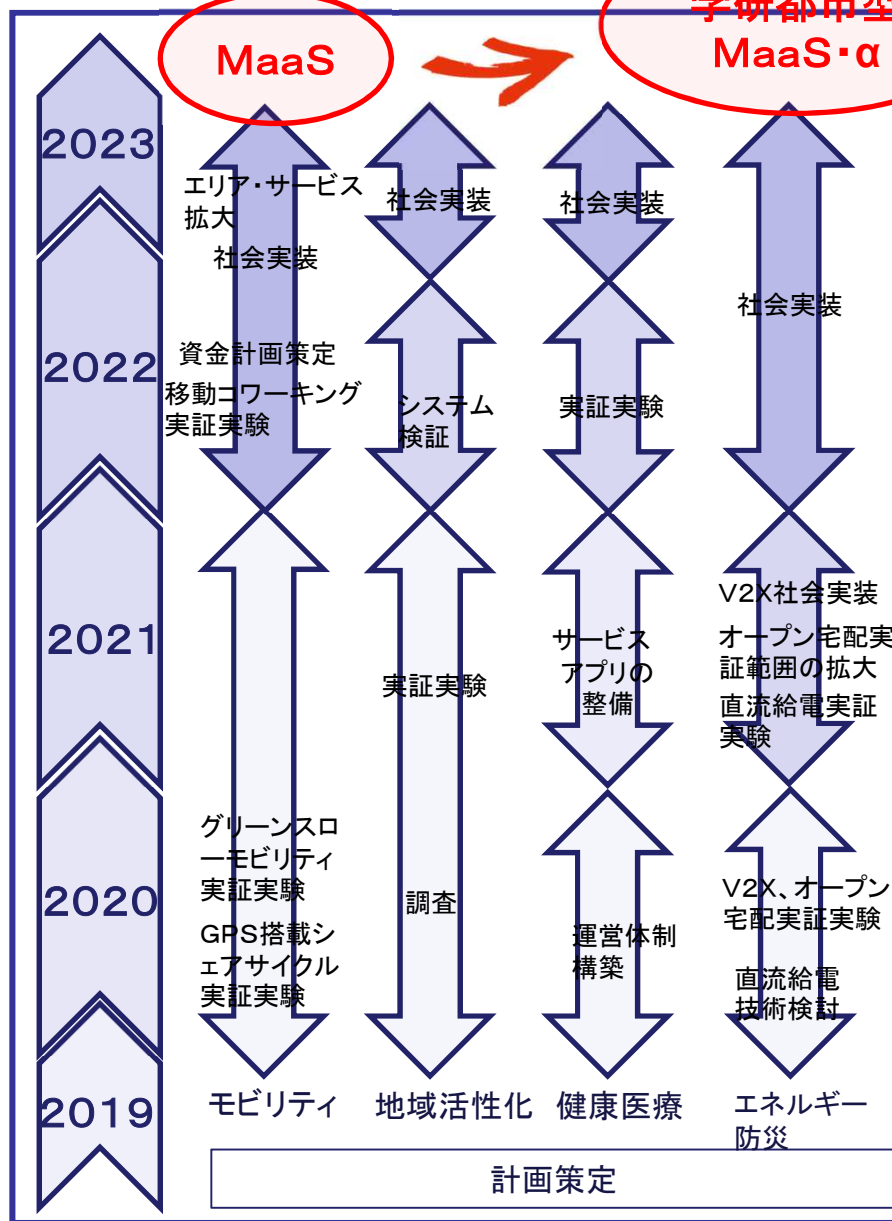 学研都市型
MaaS
MaaS・α
2023
エリア・サービス
拡大
社会実装
社会実装
社会実装
社会実装
2022
資金計画策定
移動コワーキング
実証実験
システム
検証
実証実験
2021
実証実験
サービス
アプリの
整備
V2X社会実装
オープン宅配実
証範囲の拡大
直流給電実証
実験
2020
グリーンスロ
ーモビリティ
実証実験
GPS搭載シ
ェアサイクル
実証実験
調査
運営体制
構築
V2X、オープン
宅配実証実験
直流給電
技術検討
2019
モビリティ
地域活性化
健康医療
エネルギー
防災
計画策定